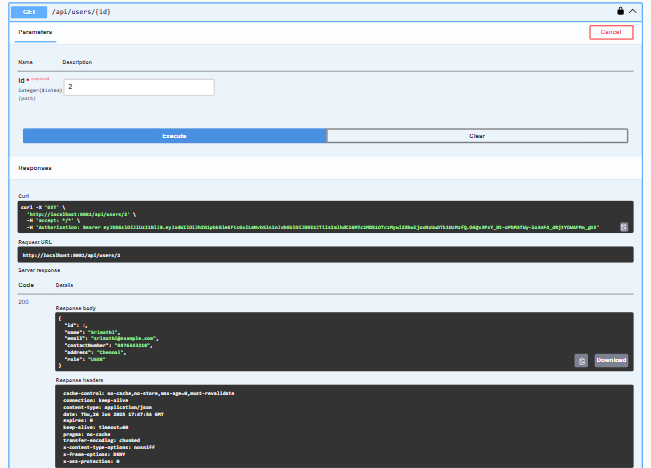 GET /api/users/{id}
Parameters
Cancel
Name Description
id * required
integer($int64)
(path)
2
Execute Clear
Responses
Curl
curl -X 'GET' \
'http://localhost:8081/api/users/2' \
-H 'accept: */*' \
-H 'Authorization: Bearer
Request URL
http://localhost:8081/api/users/2
Server response
Code Details
200
Response body
{
"id": 2,
"name": "Srimathi",
"email": "srimathi@example.com",
"contactNumber": "9876543210",
"address": "Chennai",
"role": "USER"
}
Download
Response headers
cache-control: no-cache,no-store,max-age=0,must-revalidate
connection: keep-alive
content-type: application/json
date: Thu,26 Jun 2025 17:47:54 GMT
expires: 0
keep-alive: timeout=60
pragma: no-cache
transfer-encoding: chunked
x-content-type-options: nosniff
x-frame-options: DENY
x-xss-protection: 0